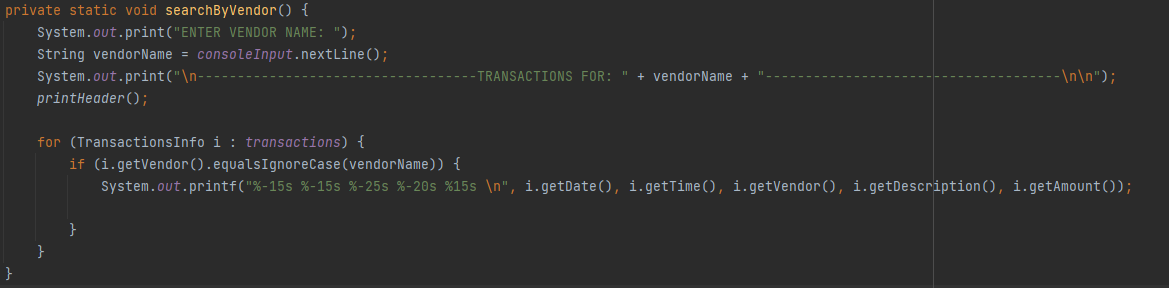 private static void searchByVendor() {
    System.out.print("ENTER VENDOR NAME: ");
    String vendorName = consoleInput.nextLine();
    System.out.print("\n-----------------------------------TRANSACTIONS FOR: " + vendorName + "-------------------------------------\n\n");
    printHeader();

    for (TransactionsInfo i : transactions) {
        if (i.getVendor().equalsIgnoreCase(vendorName)) {
            System.out.printf("%-15s %-15s %-25s %-20s %15s \n", i.getDate(), i.getTime(), i.getVendor(), i.getDescription(), i.getAmount());

        }
    }
}